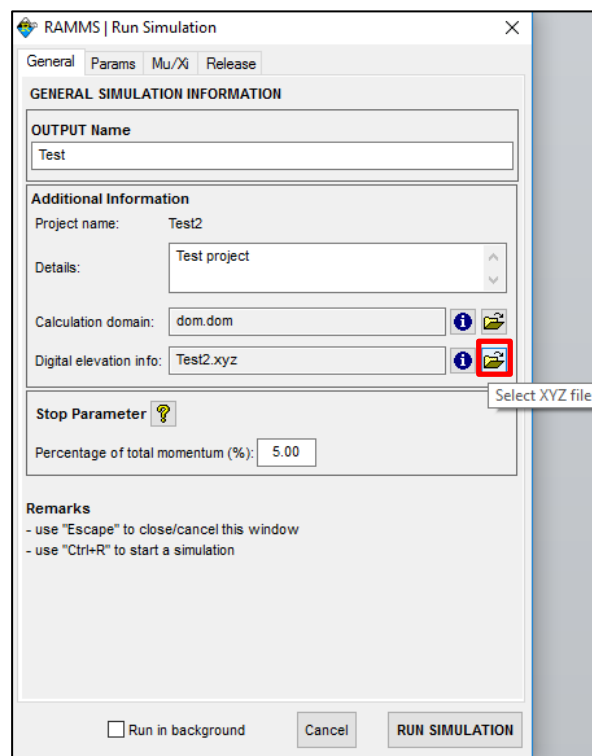 RAMMS | Run Simulation
General Params Mu/Xi Release
GENERAL SIMULATION INFORMATION
OUTPUT Name
Test
Additional Information
Project name: Test2
Details: Test project
Calculation domain: dom.dom
Digital elevation info: Test2.xyz
Select XYZ file
Stop Parameter
Percentage of total momentum (%): 5.00
Remarks
- use "Escape" to close/cancel this window
- use "Ctrl+R" to start a simulation
Run in background Cancel RUN SIMULATION